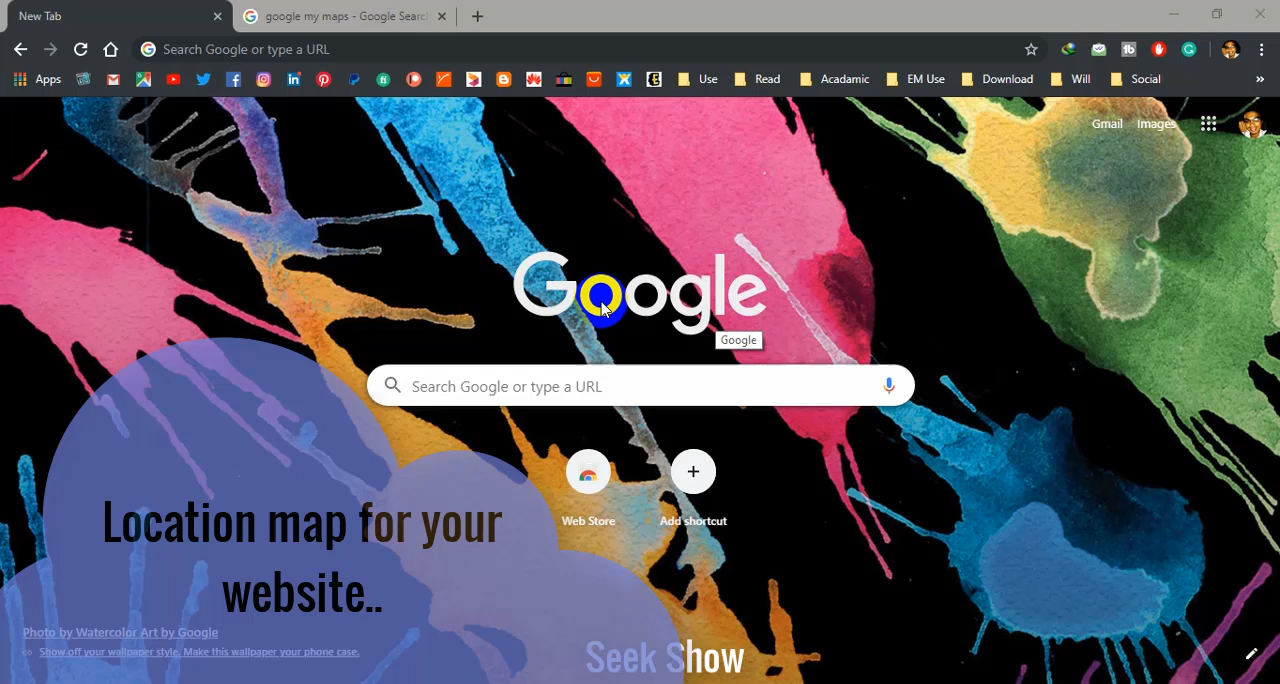 New Tab
google my maps - Google Searc
Search Google or type a URL
Apps
Use
Read
Acadamic
EM Use
Download
Will
Social
Gmail
Images
Google
Google
Search Google or type a URL
Web Store
Add shortcut
Location map for your
website..
Photo by Watercolor Art by Google
Show off your wallpaper style. Make this wallpaper your phone case.
Seek Show